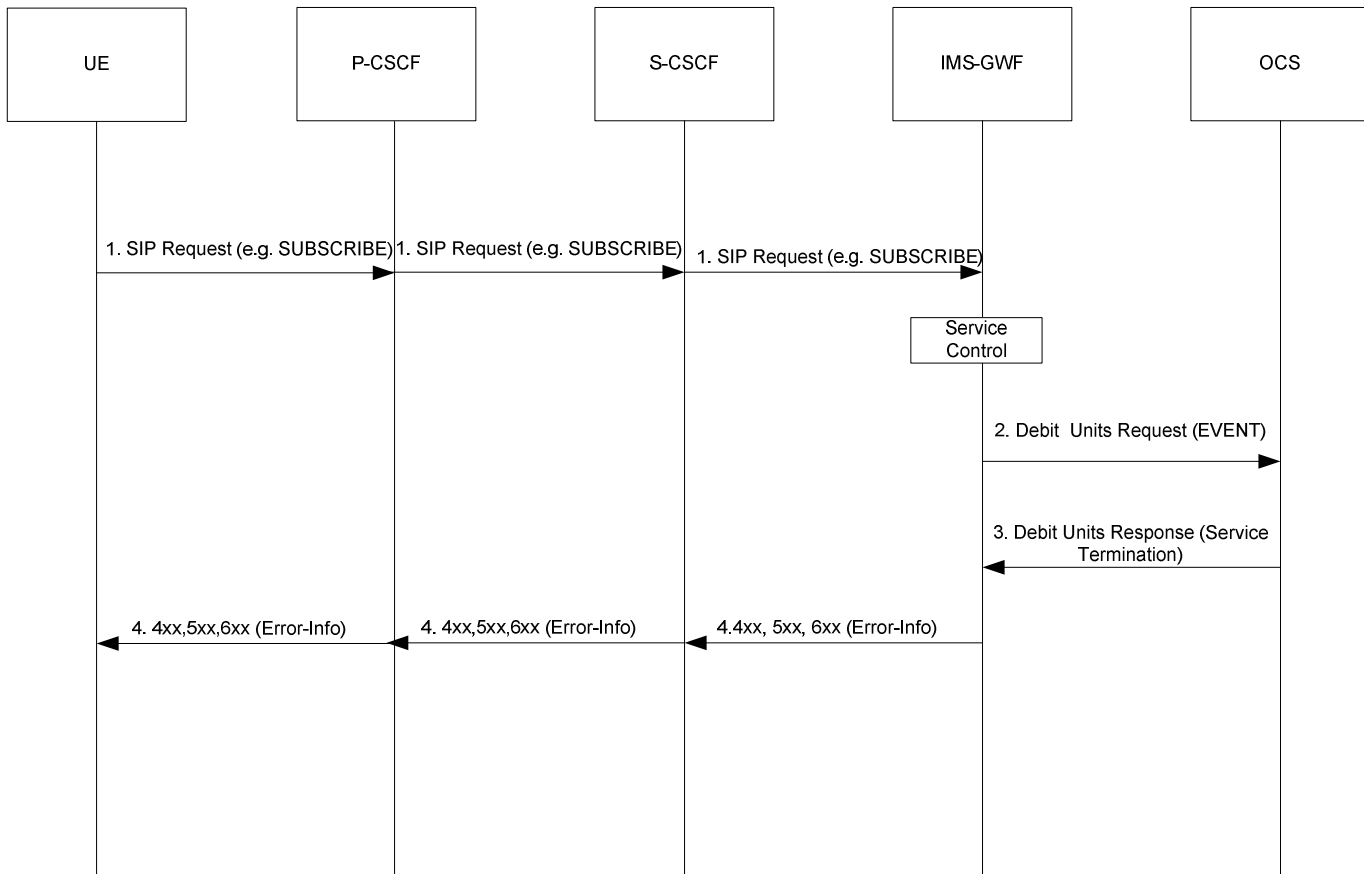 UE
P-CSCF
S-CSCF
IMS-GWF
OCS
1. SIP Request (e.g. SUBSCRIBE)
1. SIP Request (e.g. SUBSCRIBE)
1. SIP Request (e.g. SUBSCRIBE)
Service
Control
2. Debit Units Request (EVENT)
3. Debit Units Response (Service
Termination)
4. 4xx,5xx,6xx (Error-Info)
4. 4xx,5xx,6xx (Error-Info)
4.4xx, 5xx, 6xx (Error-Info)